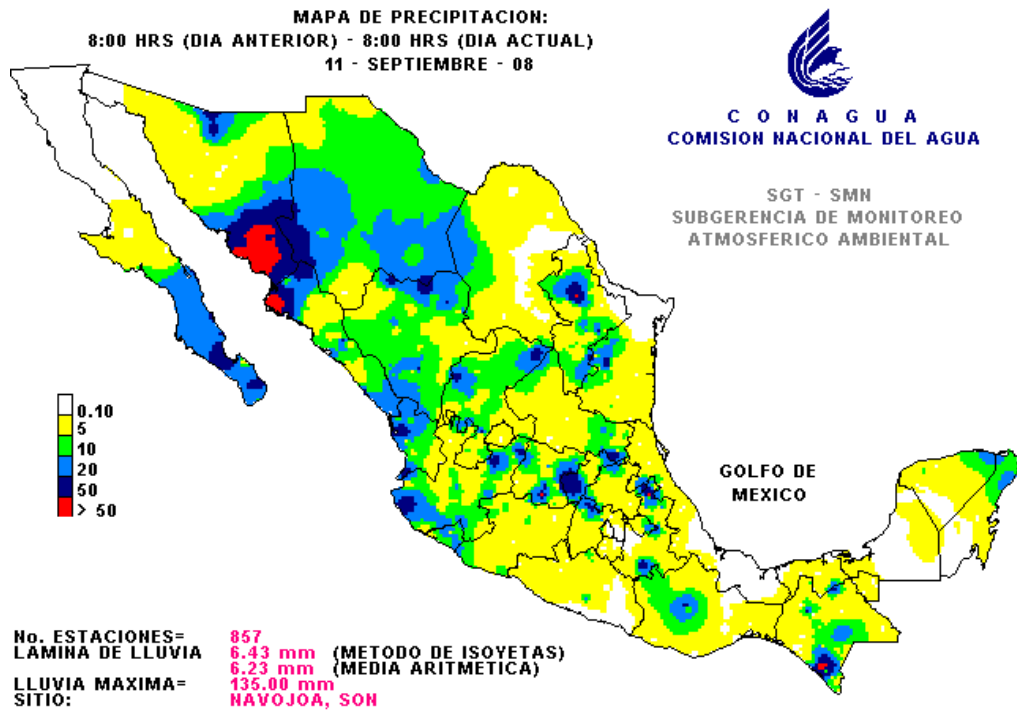 MAPA DE PRECIPITACION:
8:00 HRS (DIA ANTERIOR) - 8:00 HRS (DIA ACTUAL)
11 - SEPTIEMBRE - 08
C O N A G U A
COMISION NACIONAL DEL AGUA
SGT - SMN
SUBGERENCIA DE MONITOREO
ATMOSFERICO AMBIENTAL
0.10
5
10
20
50
> 50
GOLFO DE
MEXICO
No. ESTACIONES= 857
LAMINA DE LLUVIA 6.43 mm (METODO DE ISOYETAS)
6.23 mm (MEDIA ARITMETICA)
LLUVIA MAXIMA= 135.00 mm
SITIO: NAVOJOA, SON